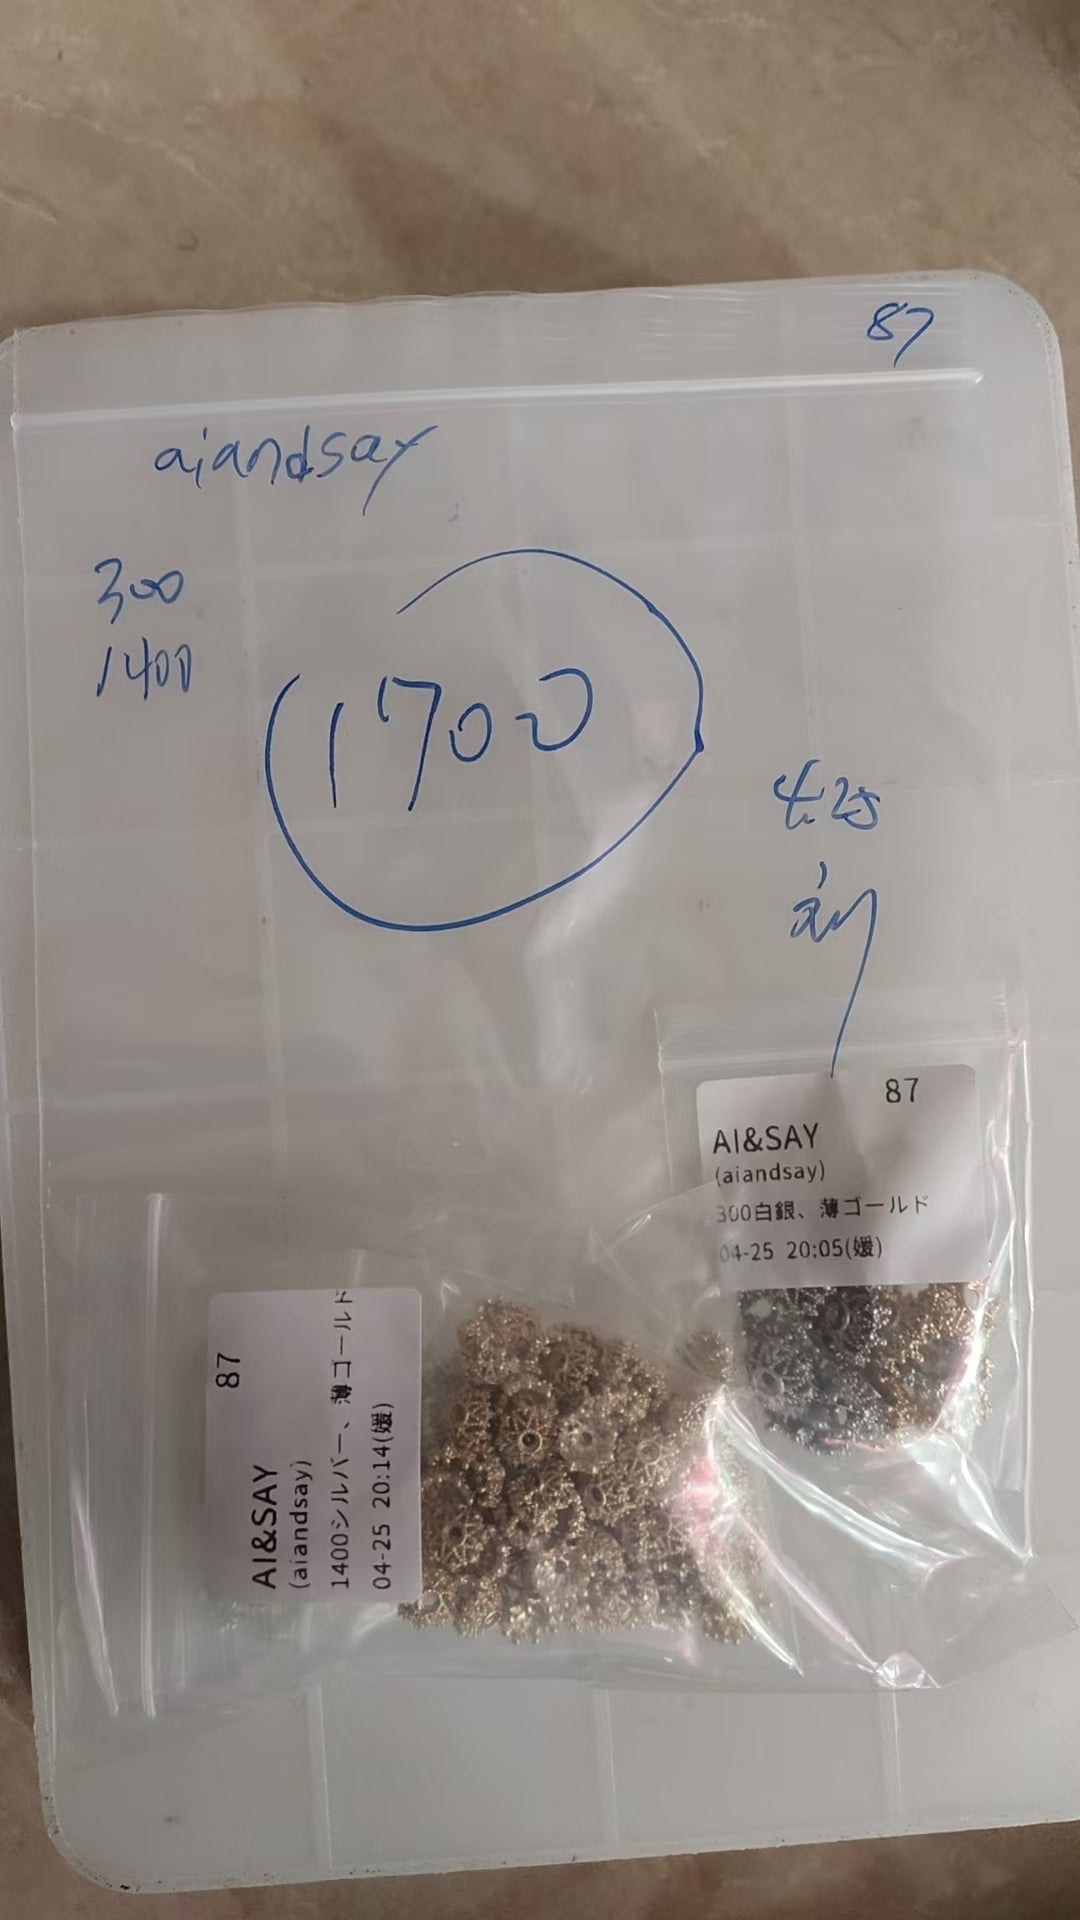 87
aiandsay
300
1400
1700
4.25
87
AI&SAY
(aiandsay)
300白銀、薄ゴールド
04-25 20:05(媛)
87
AI&SAY
(aiandsay)
1400シルバー、薄ゴールド
04-25 20:14(媛)